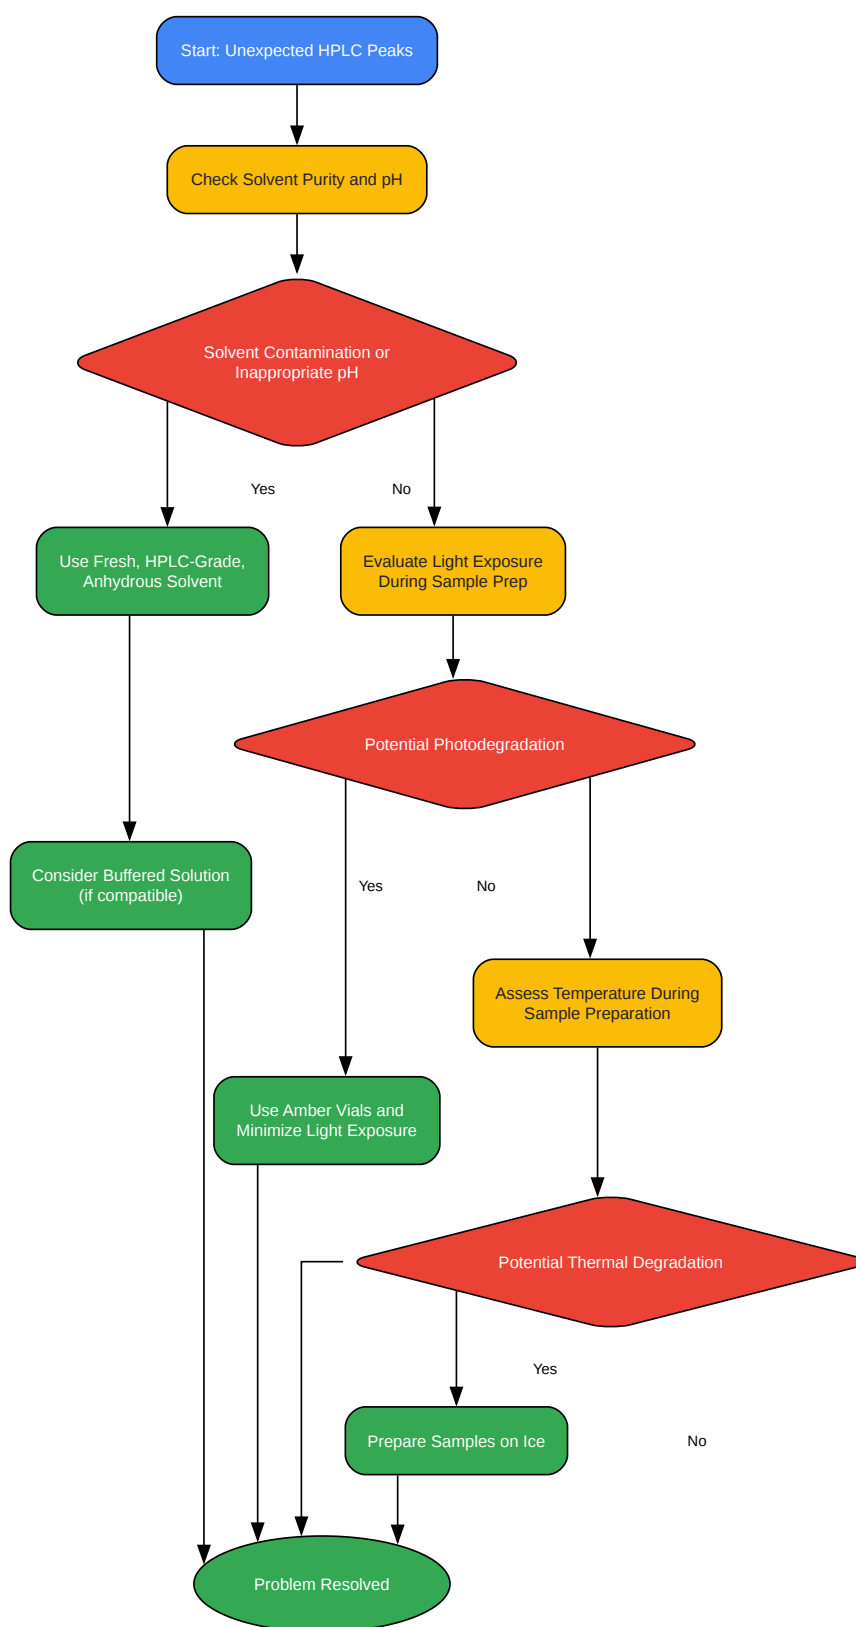 Start: Unexpected HPLC Peaks
Check Solvent Purity and pH
Solvent Contamination or
Inappropriate pH
Yes
No
Use Fresh, HPLC-Grade,
Anhydrous Solvent
Evaluate Light Exposure
During Sample Prep
Potential Photodegradation
Consider Buffered Solution
(if compatible)
Yes
No
Assess Temperature During
Sample Preparation
Use Amber Vials and
Minimize Light Exposure
Potential Thermal Degradation
Yes
Prepare Samples on Ice
No
Problem Resolved